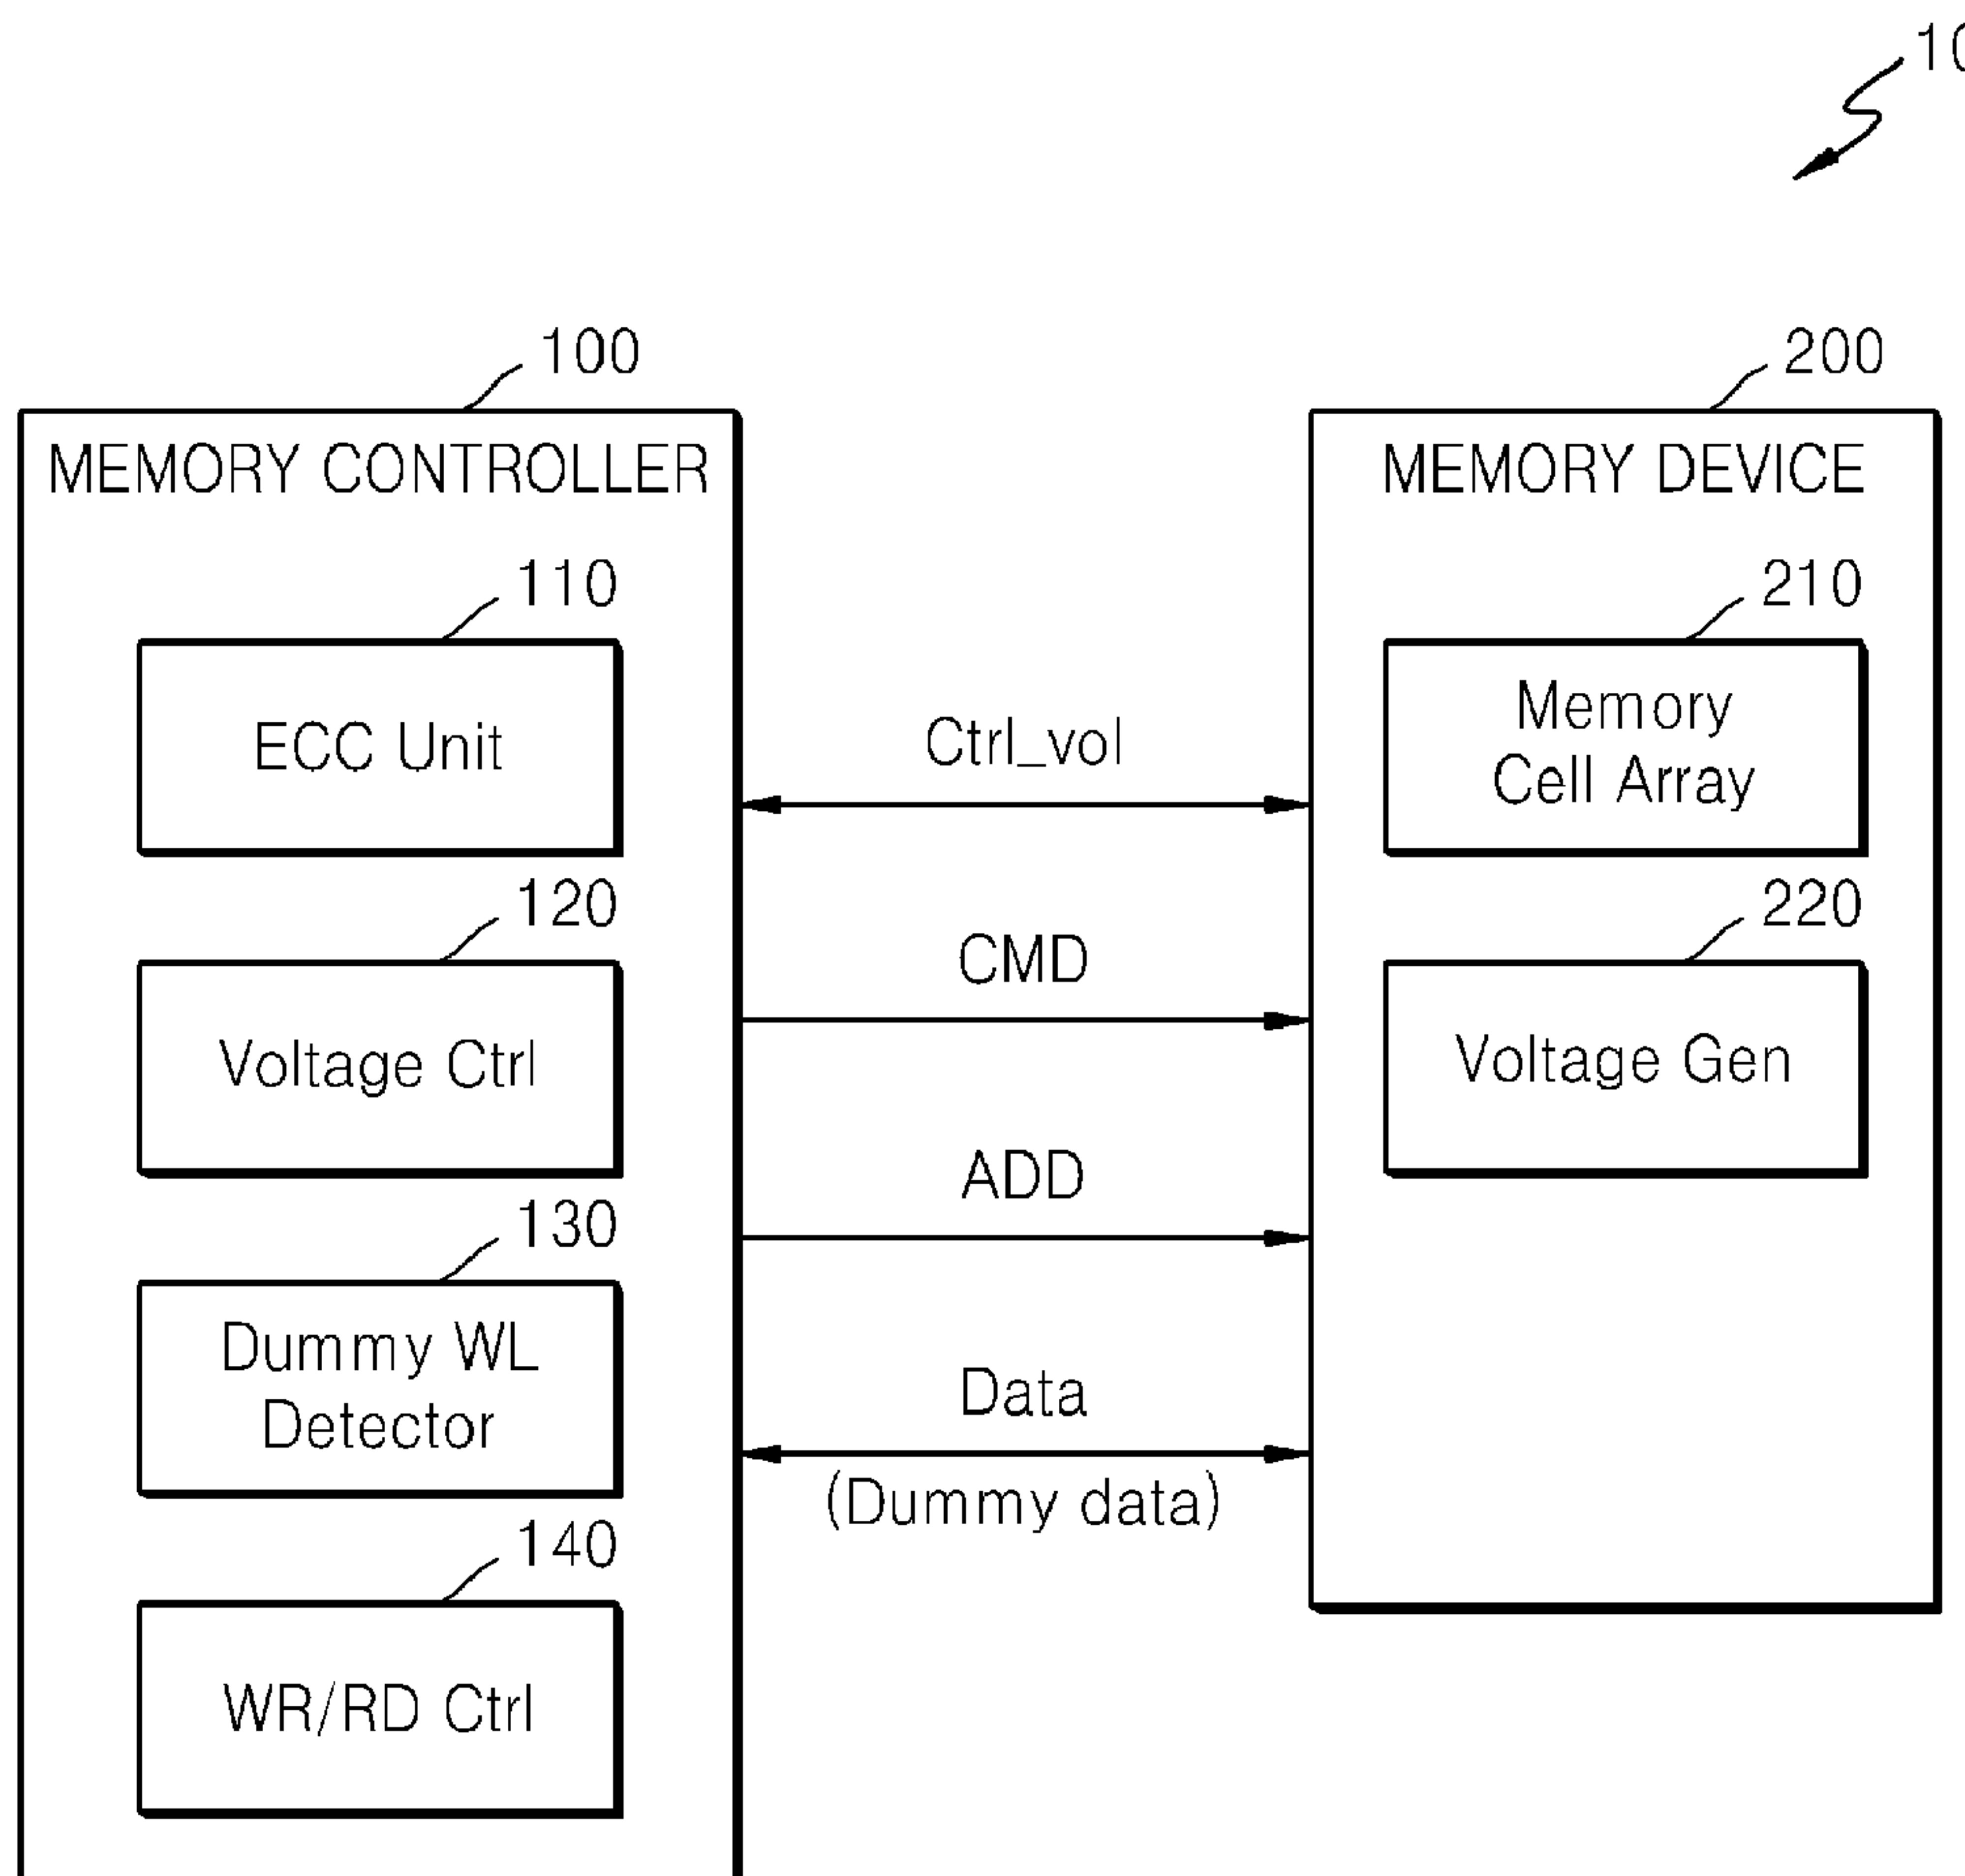 100
200
MEMORY CONTROLLER
MEMORY DEVICE
110
210
ECC Unit
Ctrl_vol
Memory
Cell Array
120
220
CMD
Voltage Ctrl
Voltage Gen
ADD
130
Dummy WL
Detector
Data
(Dummy data)
140
WR/RD Ctrl